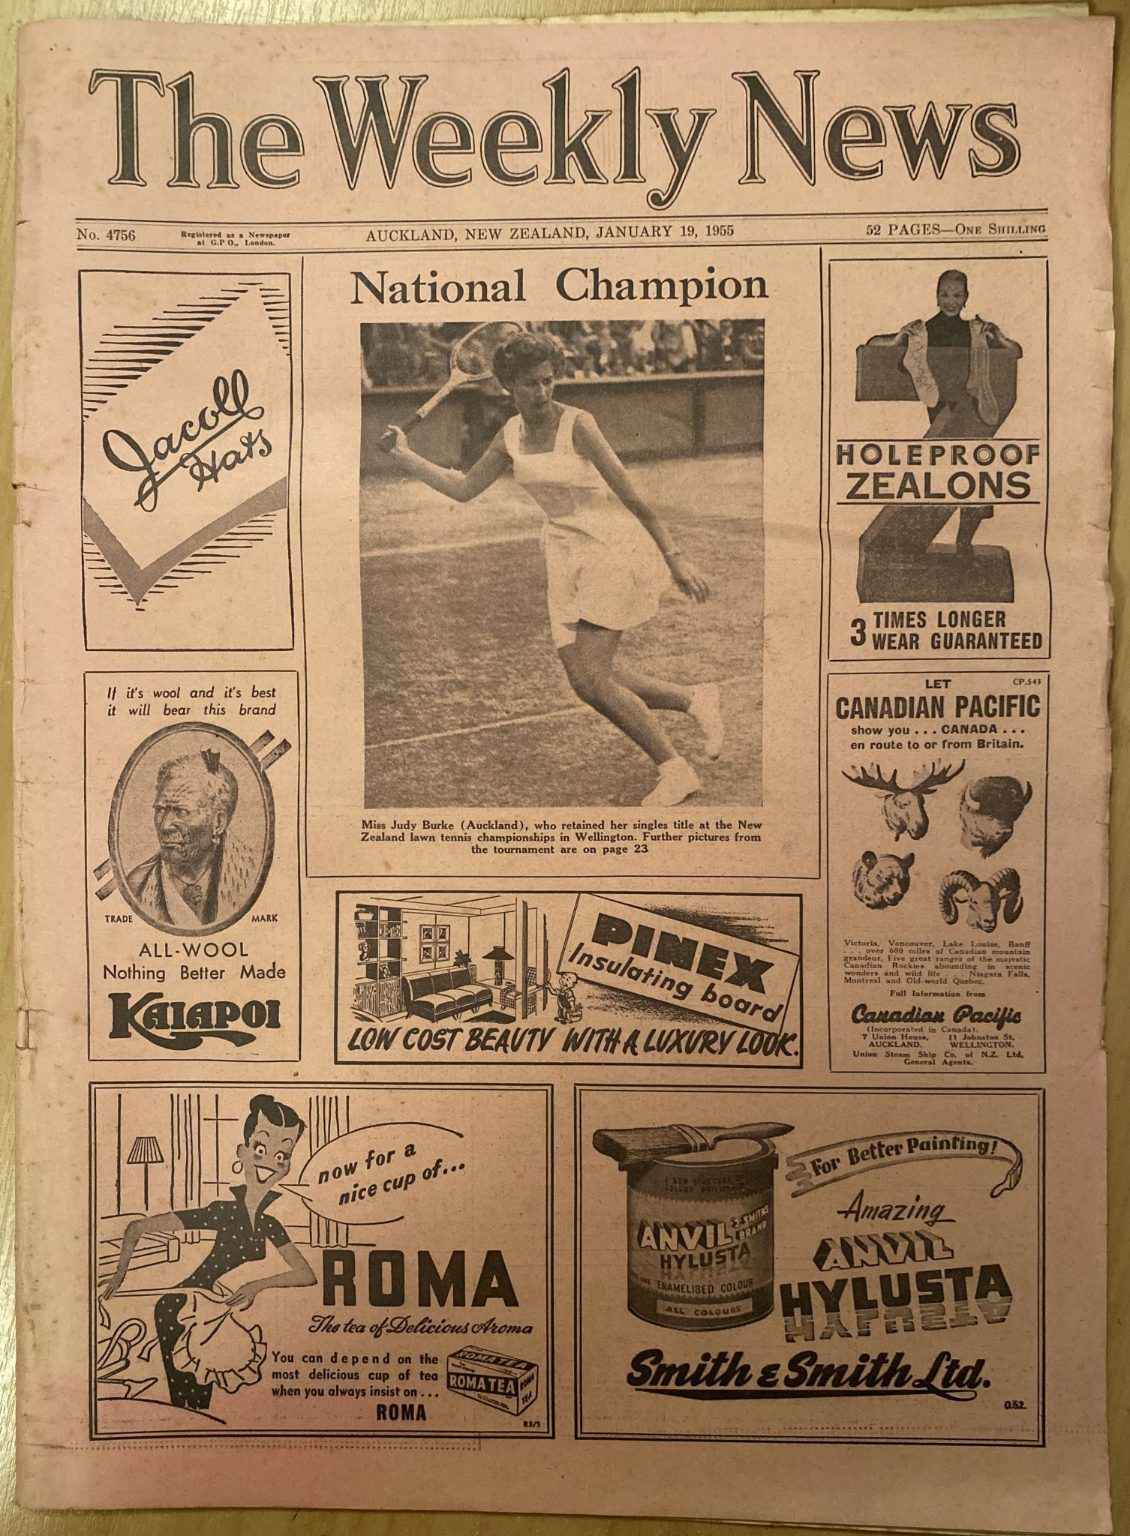 The Weekly News
No. 4756
Registered as a Newspaper
at G.P.O., London.
AUCKLAND, NEW ZEALAND, JANUARY 19, 1955
52 PAGES—ONE SHILLING
Jacoll
Hats
National Champion
Miss Judy Burke (Auckland), who retained her singles title at the New
Zealand lawn tennis championships in Wellington. Further pictures from
the tournament are on page 23
HOLEPROOF
ZEALONS
3 TIMES LONGER
WEAR GUARANTEED
If it's wool and it's best
it will bear this brand
TRADE MARK
ALL-WOOL
Nothing Better Made
KAIAPOI
PINEX
Insulating board
LOW COST BEAUTY WITH A LUXURY LOOK.
LET
CP.543
CANADIAN PACIFIC
show you . . . CANADA . . .
en route to or from Britain.
Victoria, Vancouver, Lake Louise, Banff
. . . over 600 miles of Canadian mountain
grandeur. Five great ranges of the majestic
Canadian Rockies abounding in scenic
wonders and wild life . . . Niagara Falls,
Montreal and Old-world Quebec.
Full Information from
Canadian Pacific
(Incorporated in Canada).
7 Union House, 11 Johnston St.,
AUCKLAND. WELLINGTON.
Union Steam Ship Co. of N.Z. Ltd.,
General Agents.
now for a
nice cup of...
ROMA
The tea of Delicious Aroma
You can depend on the
most delicious cup of tea
when you always insist on . . .
ROMA
ROMA TEA
ROMA TEA
ROMA
TEA
R3/5
ANVIL
BRAND
HYLUSTA
ENAMELISED COLOUR
ALL COLOURS
For Better Painting!
Amazing
ANVIL
HYLUSTA
HYLUSTA
Smith & Smith Ltd.
O.52.